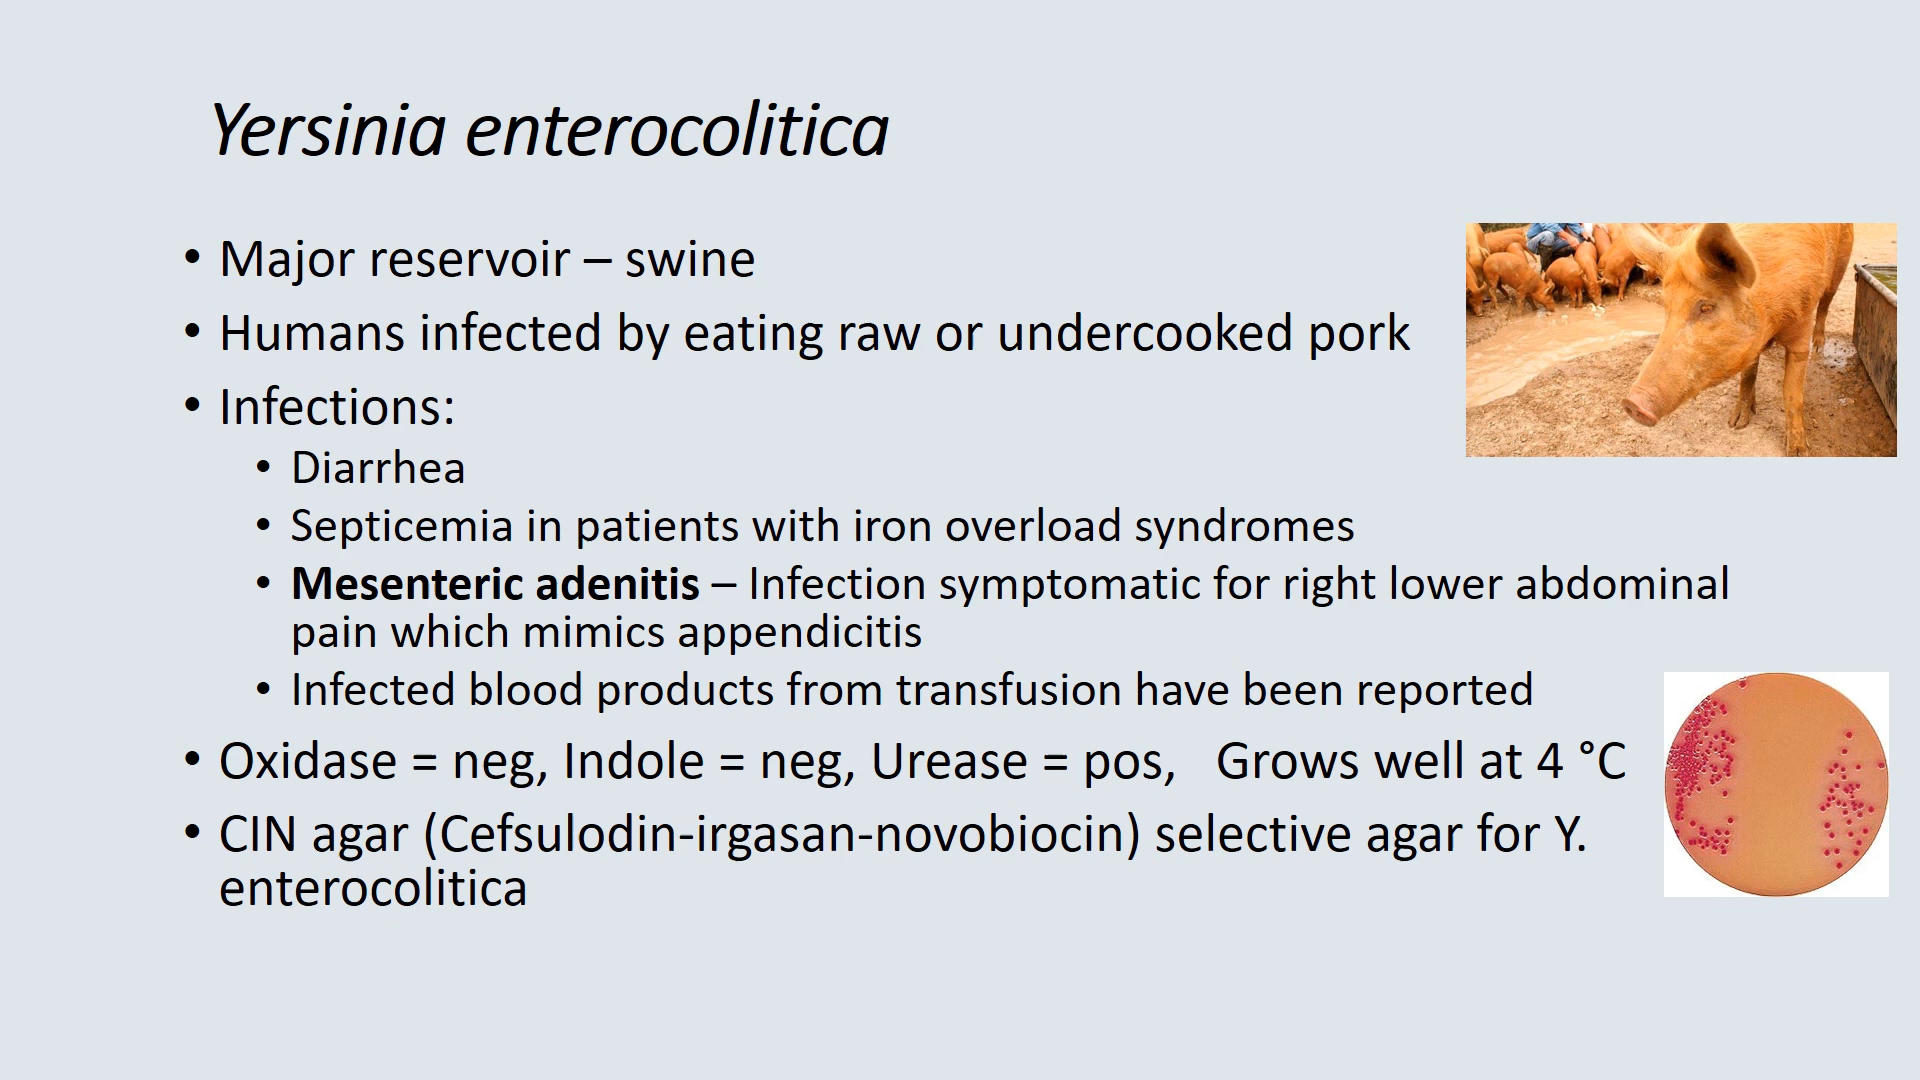 Yersinia enterocolitica
• Major reservoir – swine
• Humans infected by eating raw or undercooked pork
• Infections:
• Diarrhea
• Septicemia in patients with iron overload syndromes
• Mesenteric adenitis – Infection symptomatic for right lower abdominal
pain which mimics appendicitis
• Infected blood products from transfusion have been reported
• Oxidase = neg, Indole = neg, Urease = pos,   Grows well at 4 °C
• CIN agar (Cefsulodin-irgasan-novobiocin) selective agar for Y.
enterocolitica